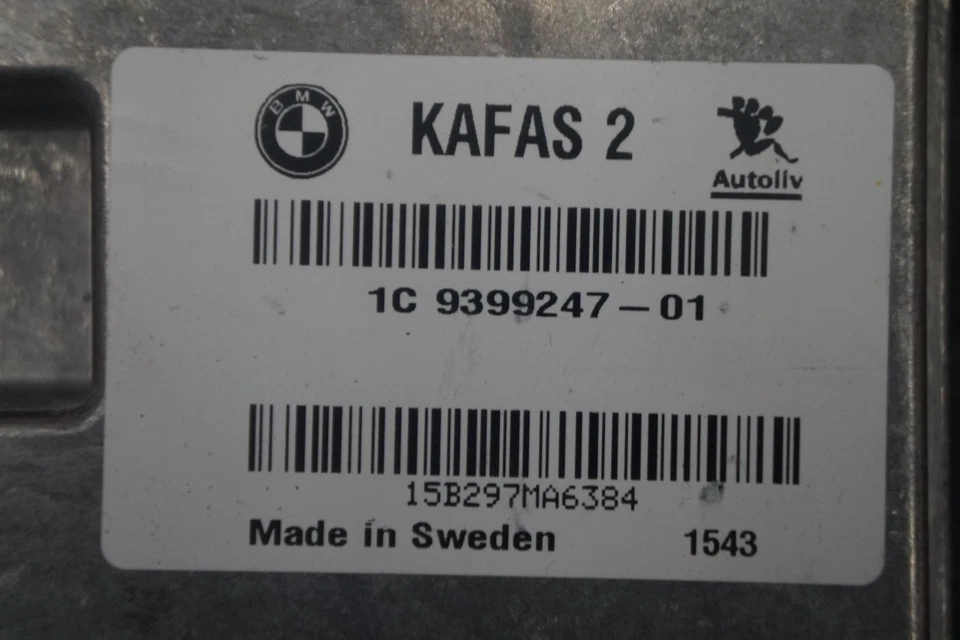 BMW
KAFAS 2
Autoliv
1C 9399247-01
15B297MA6384
Made in Sweden 1543